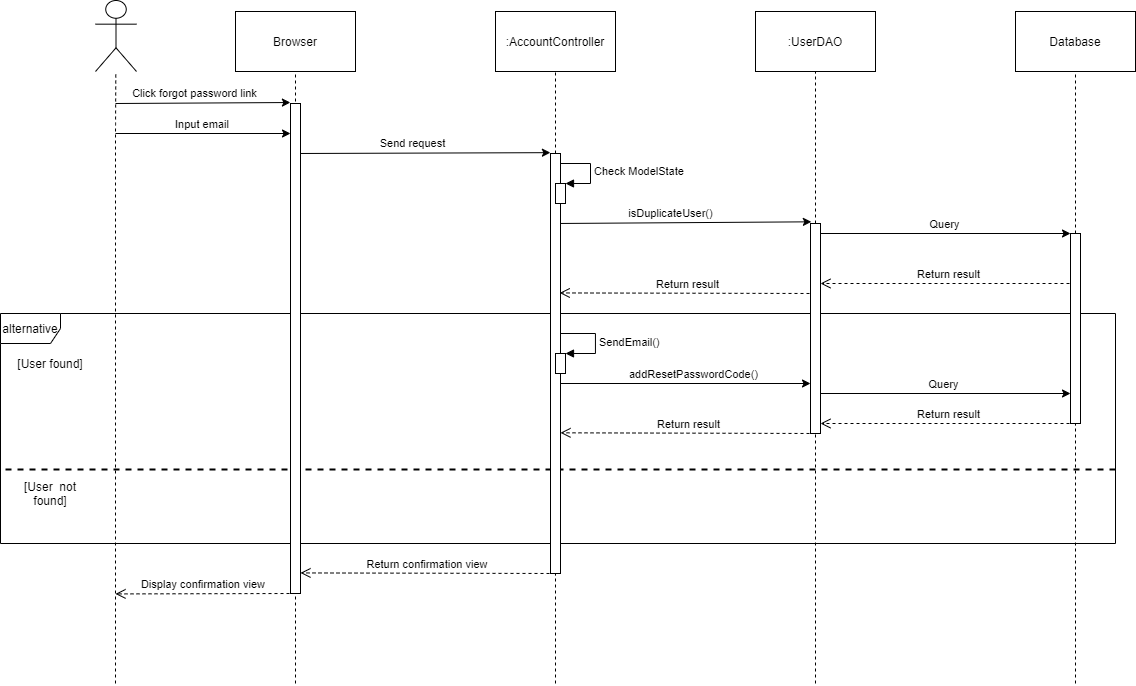 Browser
:AccountController
:UserDAO
Database
Click forgot password link
Input email
Send request
Check ModelState
isDuplicateUser()
Query
Return result
Return result
alternative
SendEmail()
[User found]
addResetPasswordCode()
Query
Return result
Return result
[User not
found]
Return confirmation view
Display confirmation view